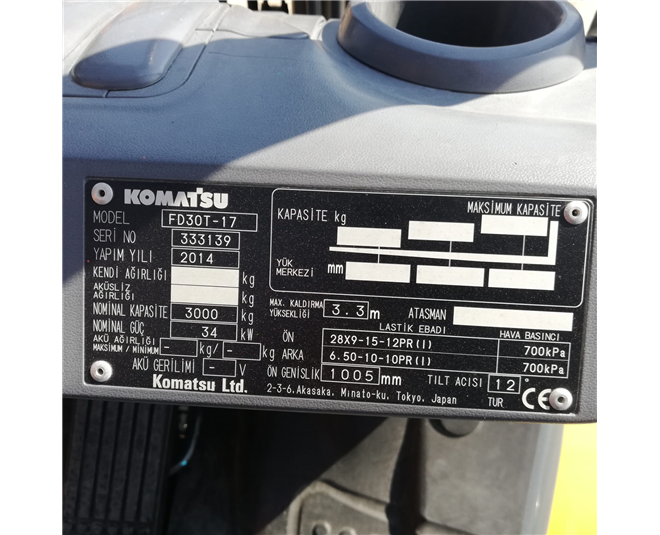 KOMATSU
MODEL FD30T-17
SERİ NO 333139
YAPIM YILI 2014
KENDİ AĞIRLIĞI kg
AKÜSLİZ AĞIRLIĞI kg
NOMİNAL KAPASİTE 3000 kg
NOMİNAL GÜÇ 34 kW
AKÜ AĞIRLIĞI
MAKSİMUM / MİNİMUM - kg/ - kg
AKÜ GERİLİMİ - V
Komatsu Ltd.
KAPASİTE kg
MAKSİMUM KAPASİTE
YÜK MERKEZİ mm
MAX. KALDIRMA YÜKSEKLİĞİ 3.3 m
ATASMAN
LASTİK EBADI HAVA BASINCI
ÖN 28X9-15-12PR(I) 700kPa
ARKA 6.50-10-10PR(I) 700kPa
ÖN GENİSLİK 1005 mm
TILT ACISI 12°
2-3-6, Akasaka, Minato-ku, Tokyo, Japan
TUR CE